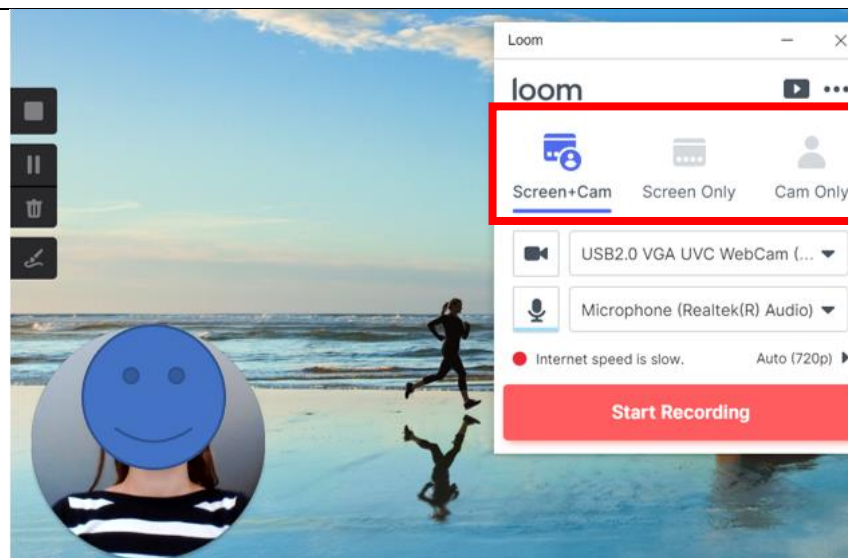 Loom
loom
Screen+Cam Screen Only Cam Only
USB2.0 VGA UVC WebCam (...
Microphone (Realtek(R) Audio)
Internet speed is slow. Auto (720p)
Start Recording